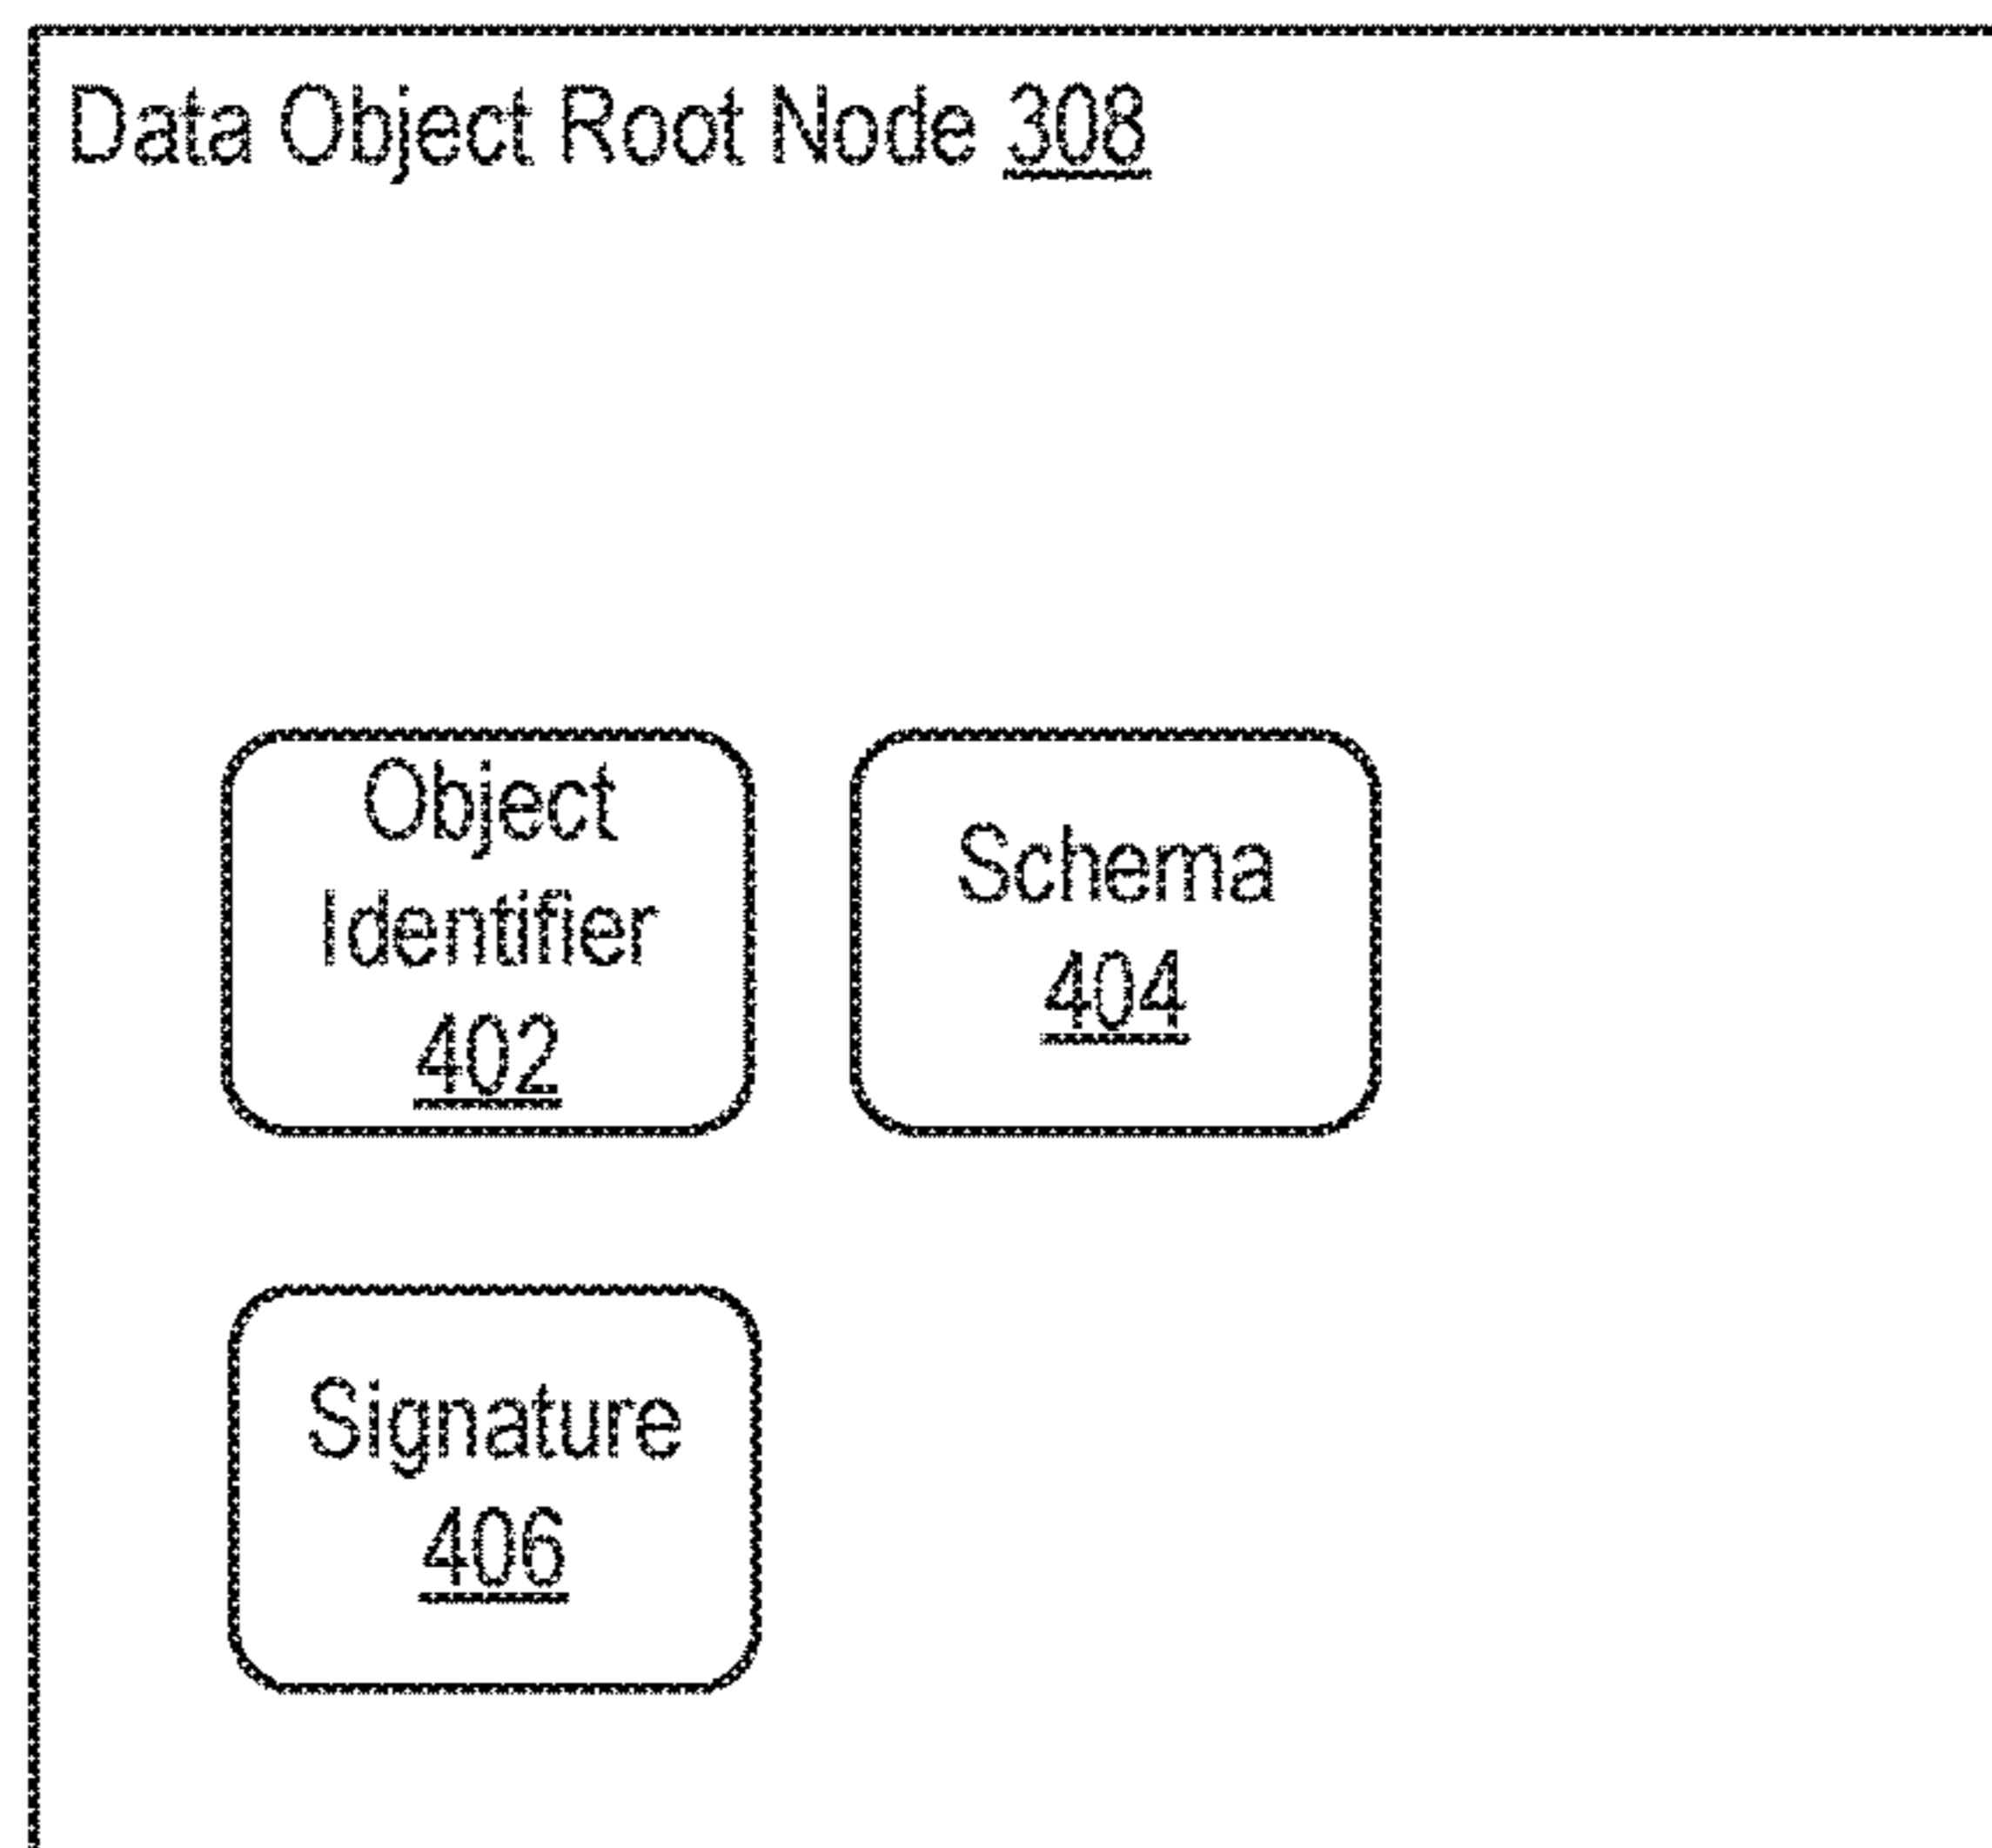 Data Object Root Node 308
Object
Identifier
402
Schema
404
Signature
406